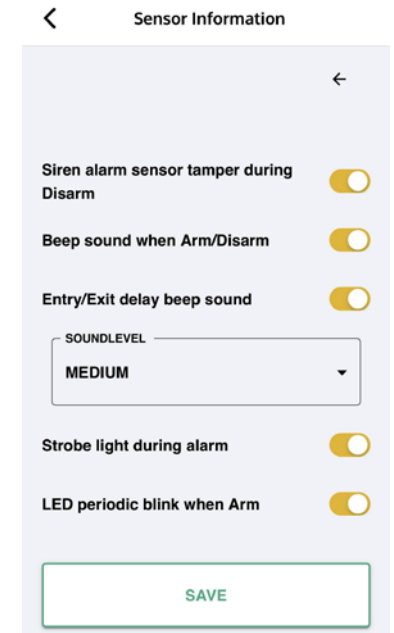 Sensor Information
Siren alarm sensor tamper during
Disarm
Beep sound when Arm/Disarm
Entry/Exit delay beep sound
SOUNDLEVEL
MEDIUM
Strobe light during alarm
LED periodic blink when Arm
SAVE